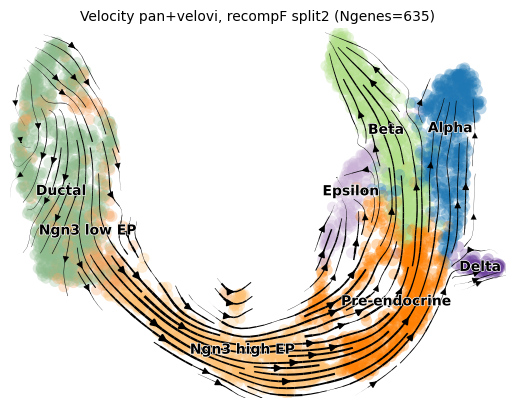 Velocity pan+velovi, recompF split2 (Ngenes=635)
Beta
Alpha
Ductal
Epsilon
Ngn3 low EP
Delta
Pre-endocrine
Ngn3 high EP